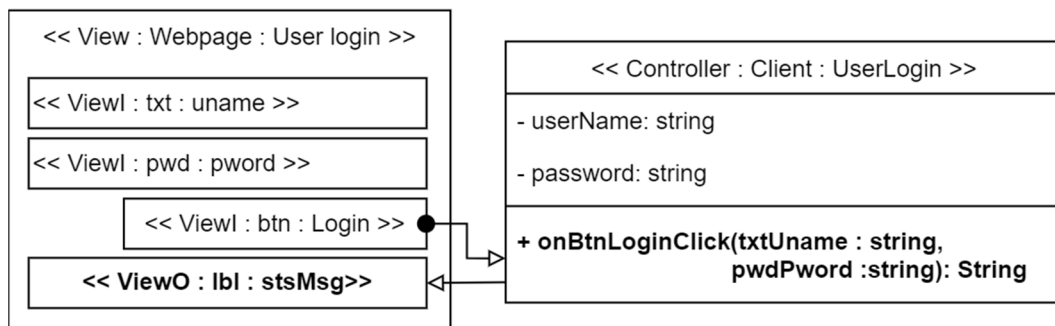 << View : Webpage : User login >>
<< ViewI : txt : uname >>
<< ViewI : pwd : pword >>
<< ViewI : btn : Login >>
<< ViewO : lbl : stsMsg>>
<< Controller : Client : UserLogin >>
- userName: string
- password: string
+ onBtnLoginClick(txtUname : string,
pwdPword :string): String